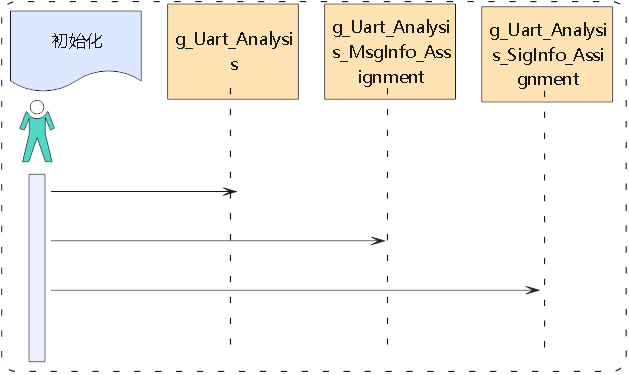 初始化
g_Uart_Analysi
s
g_Uart_Analysi
s_MsgInfo_Ass
ignment
g_Uart_Analysi
s_SigInfo_Assi
gnment